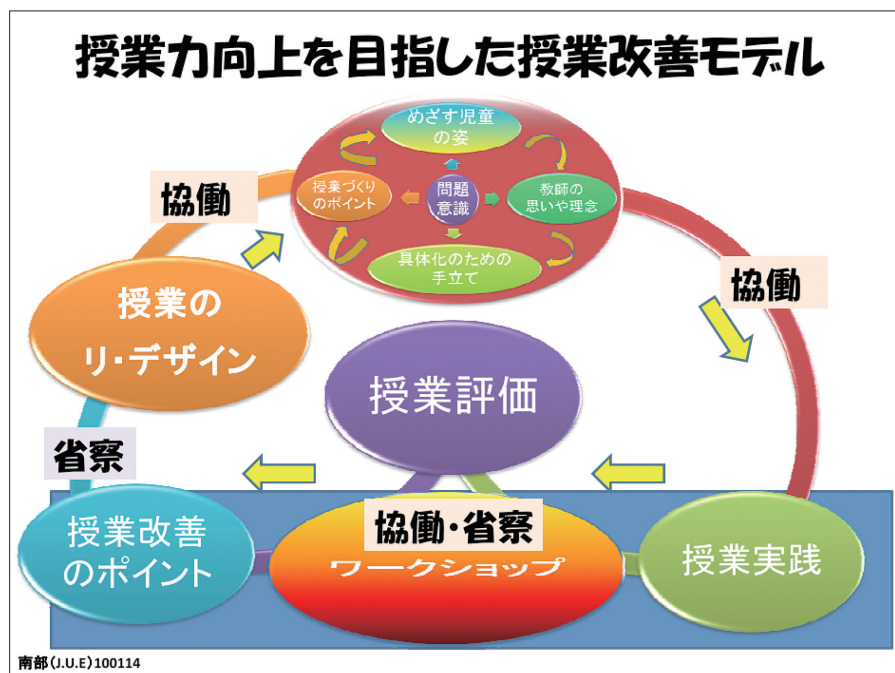 授業力向上を目指した授業改善モデル
めざす児童
の姿
授業づくり
のポイント
問題
意識
教師の
思いや理念
具体化のための
手立て
協働
協働
授業の
リ・デザイン
授業評価
省察
授業改善
のポイント
協働・省察
ワークショップ
授業実践
南部(J.U.E)100114